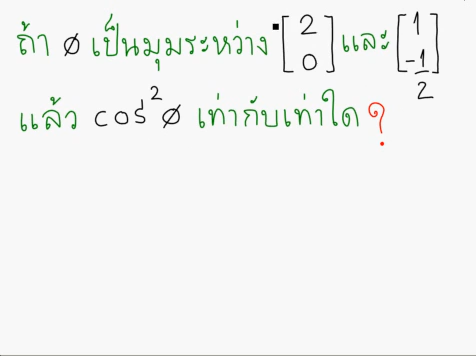 ถ้า ø เป็นมุมระหว่าง [2 0] และ [1 -1/2]
แล้ว cos²ø เท่ากับเท่าใด ?